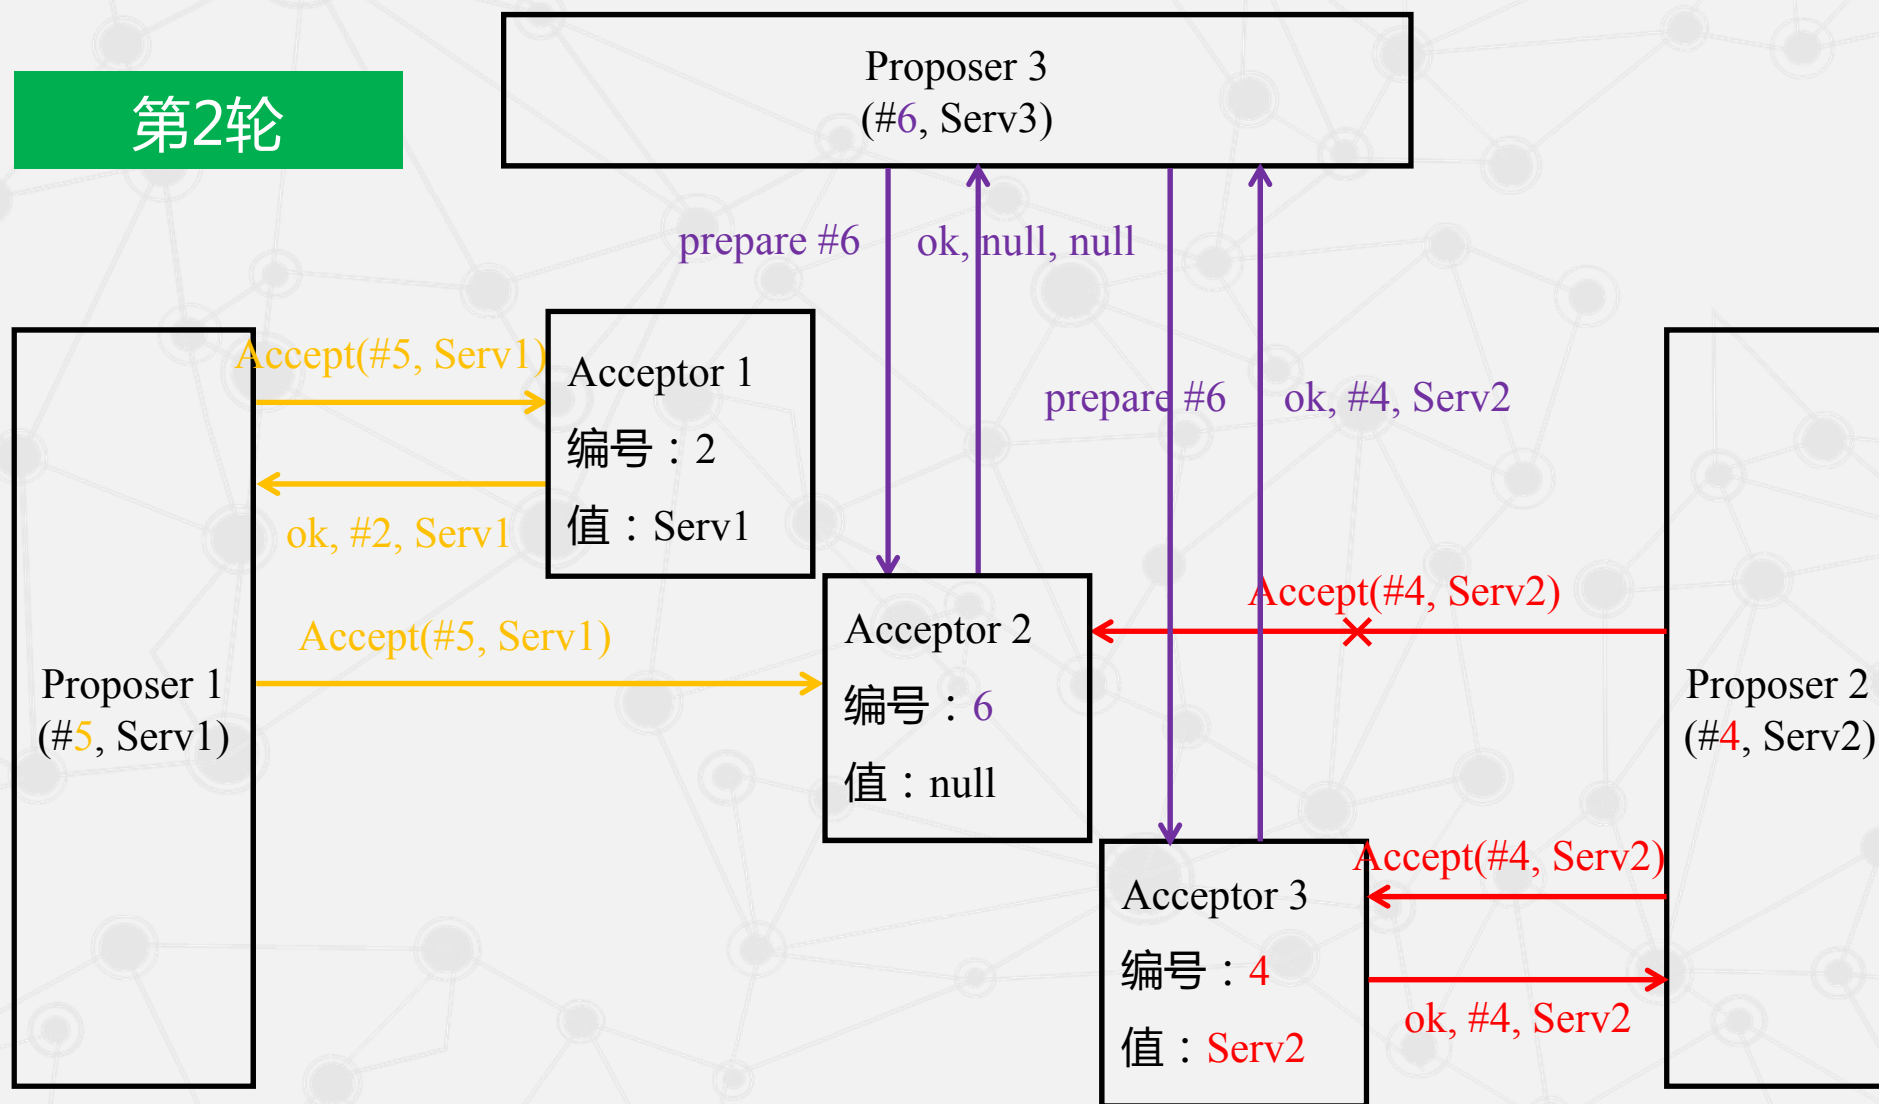 第2轮
Proposer 3
(#6, Serv3)
prepare #6
ok, null, null
prepare #6
ok, #4, Serv2
Accept(#5, Serv1)
ok, #2, Serv1
Accept(#5, Serv1)
Proposer 1
(#5, Serv1)
Acceptor 1
编号：2
值：Serv1
Acceptor 2
编号：6
值：null
Acceptor 3
编号：4
值：Serv2
Accept(#4, Serv2)
Accept(#4, Serv2)
ok, #4, Serv2
Proposer 2
(#4, Serv2)